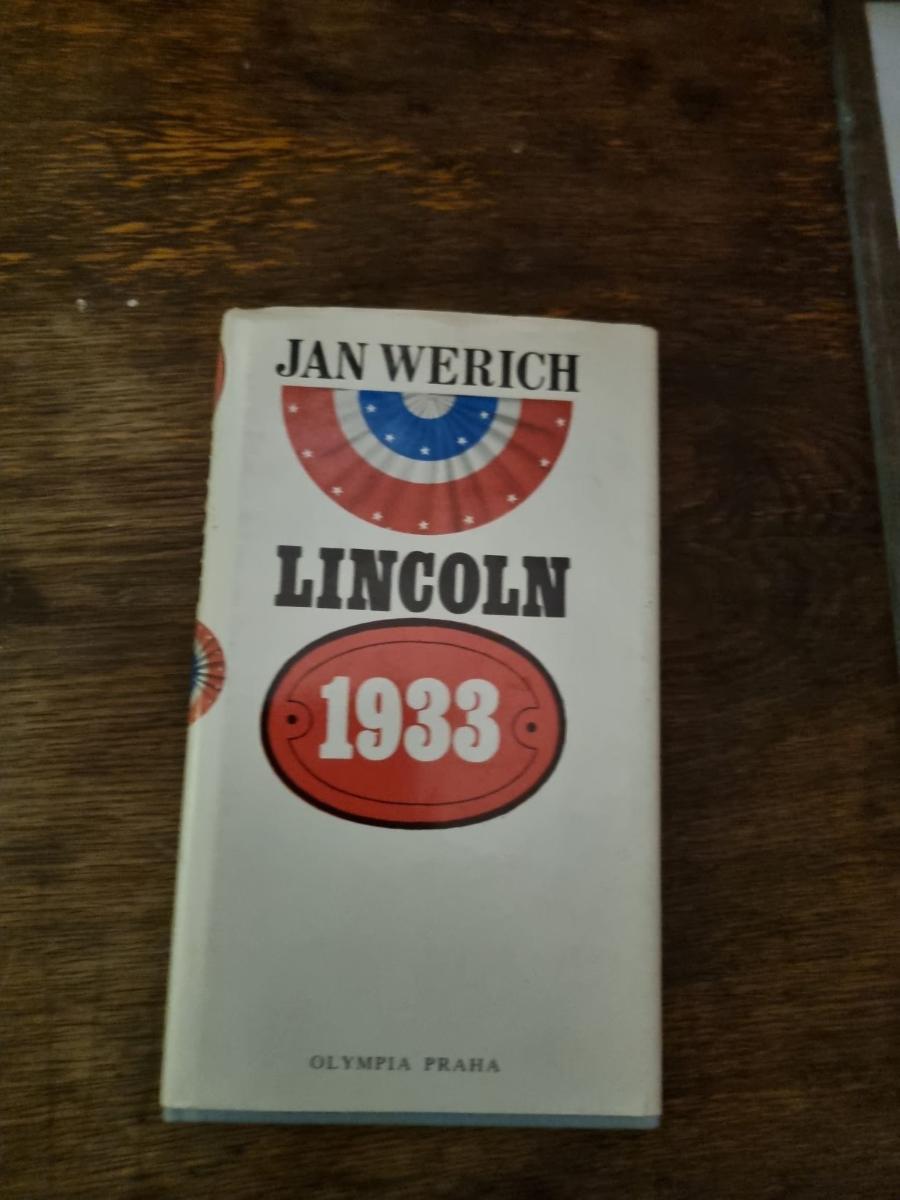 JAN WERICH
LINCOLN
1933
OLYMPIA PRAHA